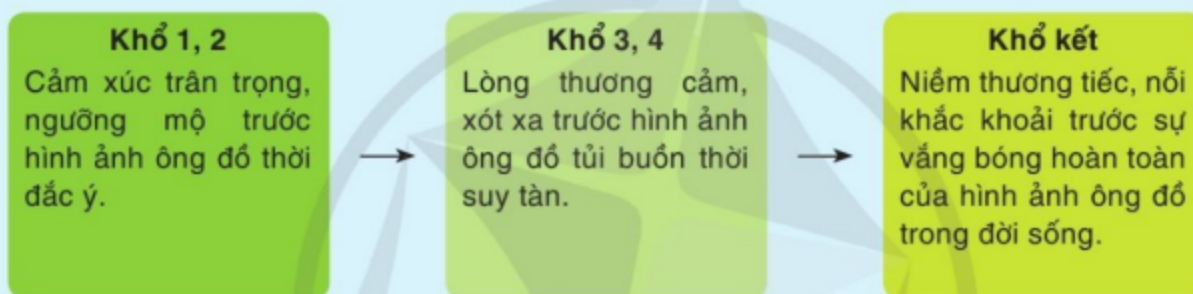 Khổ 1, 2
Cảm xúc trân trọng,
ngưỡng mộ trước
hình ảnh ông đồ thời
đắc ý.
Khổ 3, 4
Lòng thương cảm,
xót xa trước hình ảnh
ông đồ tủi buồn thời
suy tàn.
Khổ kết
Niềm thương tiếc, nỗi
khắc khoải trước sự
vắng bóng hoàn toàn
của hình ảnh ông đồ
trong đời sống.